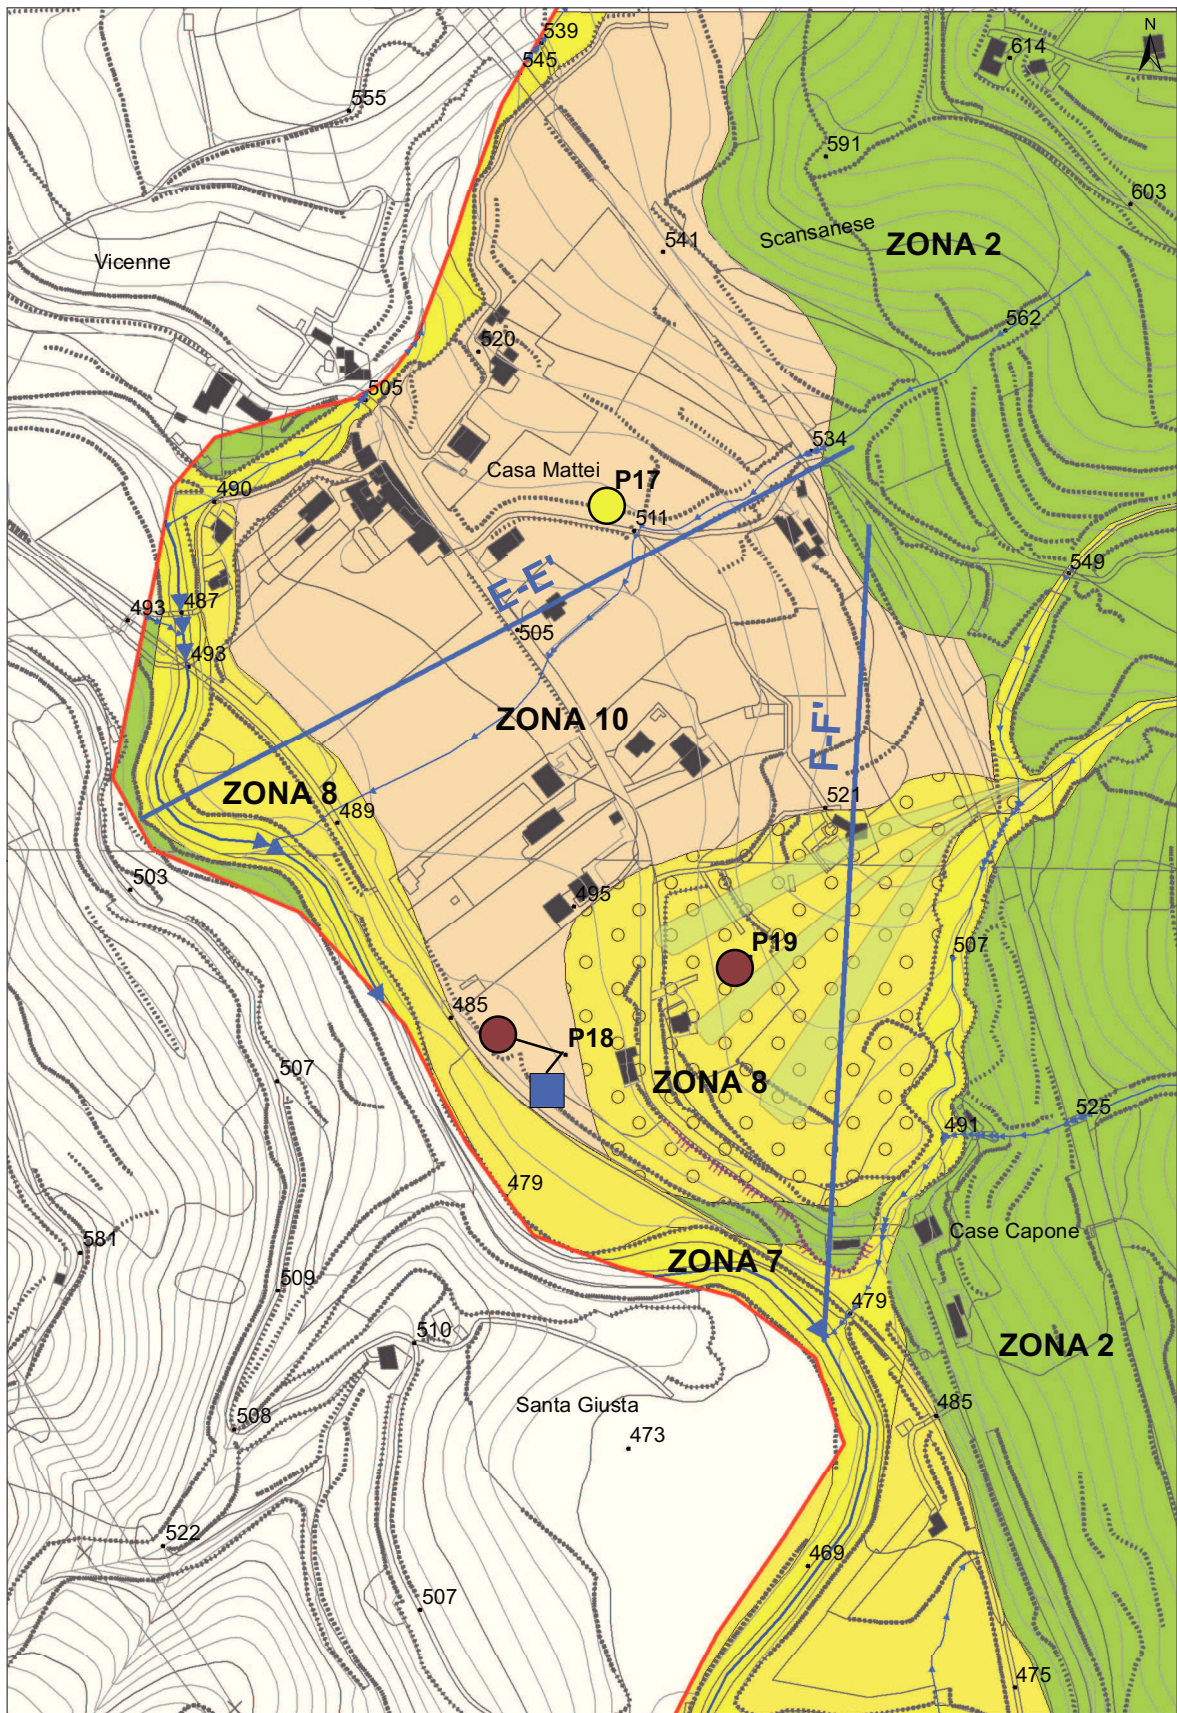 539
N
545
614
555
591
603
Scansanese
ZONA 2
541
Vicenne
562
520
505
534
Casa Mattei
P17
490
511
549
E-E'
493
487
505
493
ZONA 10
F-F'
ZONA 8
489
521
503
495
P19
507
485
P18
507
ZONA 8
525
491
479
581
Case Capone
ZONA 7
509
479
510
ZONA 2
Santa Giusta
485
508
473
522
469
507
475